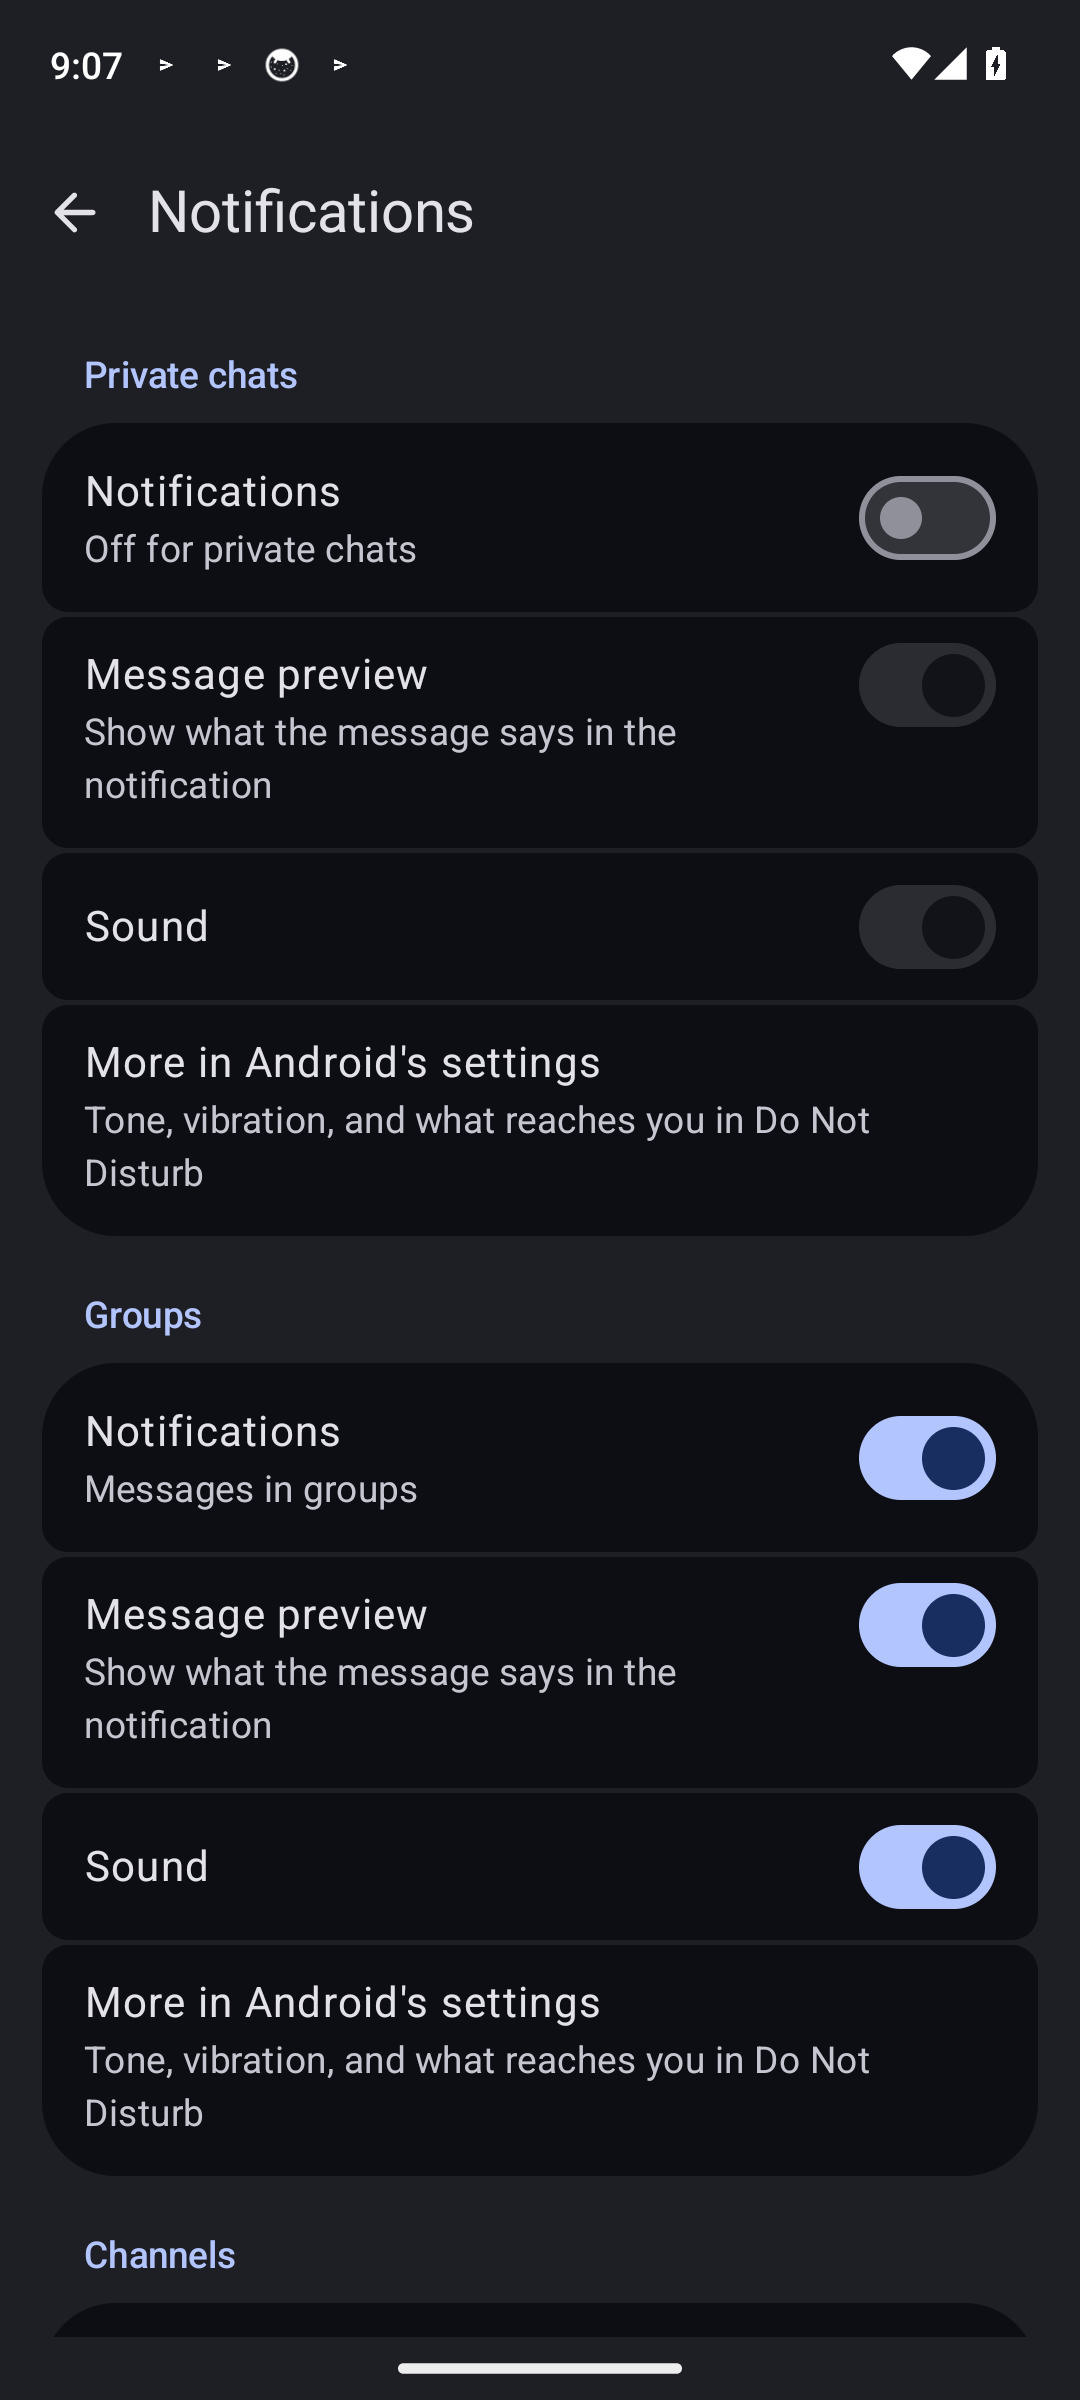 9:07
Notifications
Private chats
Notifications
Off for private chats
Message preview
Show what the message says in the
notification
Sound
More in Android's settings
Tone, vibration, and what reaches you in Do Not
Disturb
Groups
Notifications
Messages in groups
Message preview
Show what the message says in the
notification
Sound
More in Android's settings
Tone, vibration, and what reaches you in Do Not
Disturb
Channels